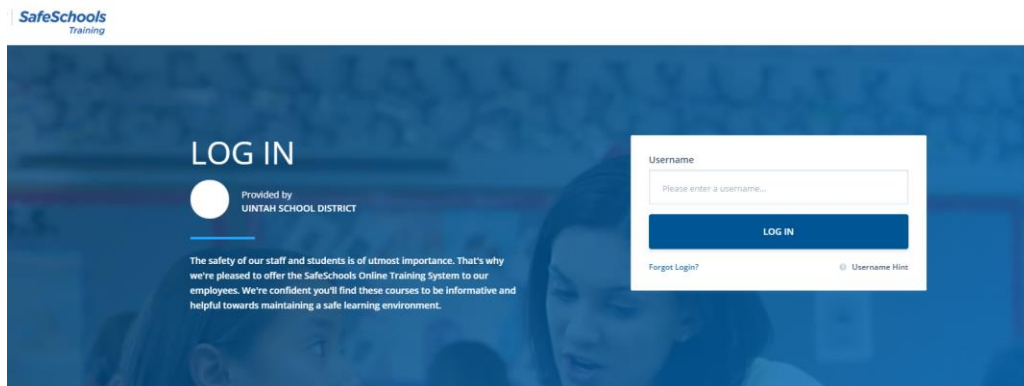 SafeSchools
Training
LOG IN
Provided by
UINTAH SCHOOL DISTRICT
The safety of our staff and students is of utmost importance. That's why
we're pleased to offer the SafeSchools Online Training System to our
employees. We're confident you'll find these courses to be informative and
helpful towards maintaining a safe learning environment.
Username
Please enter a username...
LOG IN
Forgot Login?
Username Hint